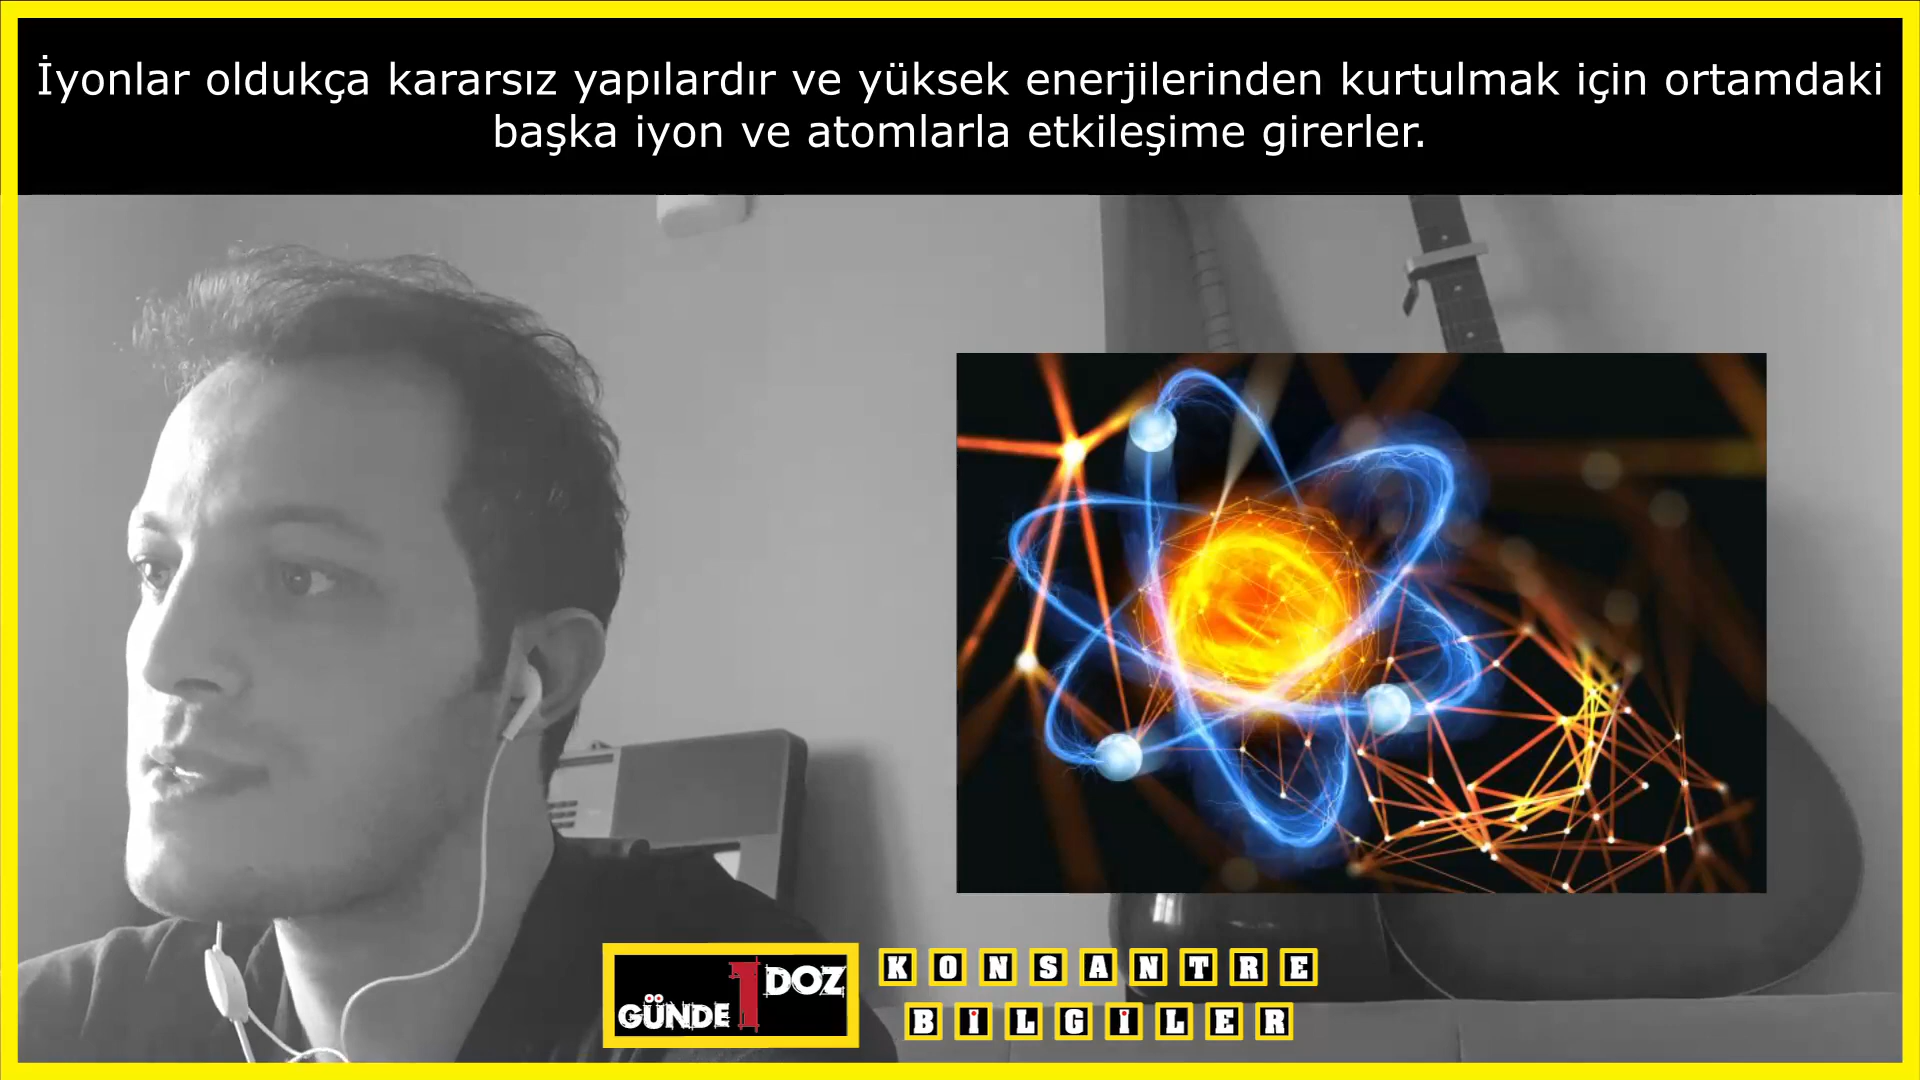 İyonlar oldukça kararsız yapılardır ve yüksek enerjilerinden kurtulmak için ortamdaki
başka iyon ve atomlarla etkileşime girerler.
GÜNDE 1 DOZ
KONSANTRE
BİLGİLER